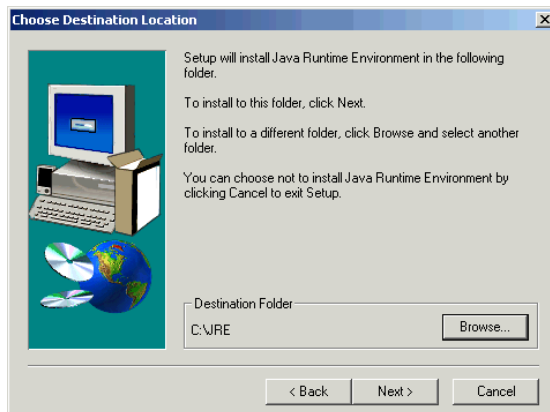 Choose Destination Location
Setup will install Java Runtime Environment in the following
folder.
To install to this folder, click Next.
To install to a different folder, click Browse and select another
folder.
You can choose not to install Java Runtime Environment by
clicking Cancel to exit Setup.
Destination Folder
C:\JRE
Browse...
< Back
Next >
Cancel